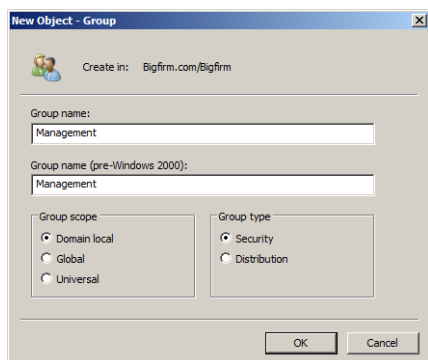 New Object - Group
Create in: Bigfirm.com/Bigfirm
Group name:
Management
Group name (pre-Windows 2000):
Management
Group scope
Domain local
Global
Universal
Group type
Security
Distribution
OK Cancel